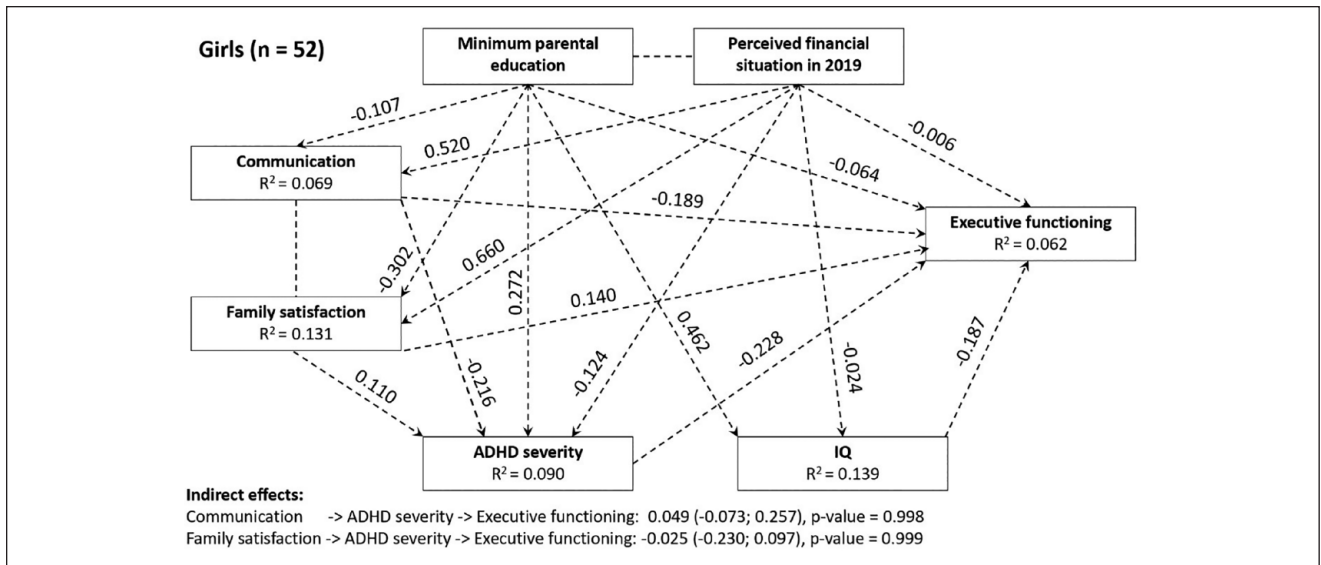 Girls (n = 52)
Minimum parental
education
Perceived financial
situation in 2019
-0.107
0.520
-0.006
-0.064
Communication
R² = 0.069
-0.189
Executive functioning
R² = 0.062
-0.302
0.660
0.272
0.140
Family satisfaction
R² = 0.131
0.462
-0.228
-0.187
0.110
-0.216
-0.124
-0.024
ADHD severity
R² = 0.090
IQ
R² = 0.139
Indirect effects:
Communication -> ADHD severity -> Executive functioning: 0.049 (-0.073; 0.257), p-value = 0.998
Family satisfaction -> ADHD severity -> Executive functioning: -0.025 (-0.230; 0.097), p-value = 0.999